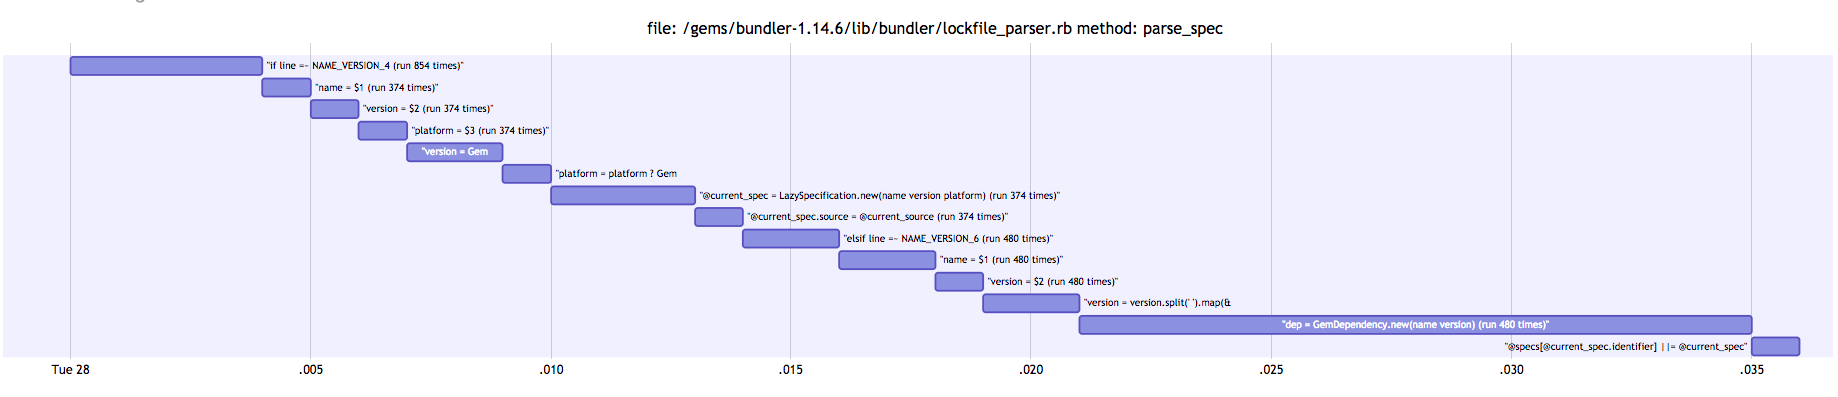 file: /gems/bundler-1.14.6/lib/bundler/lockfile_parser.rb method: parse_spec
"if line =~ NAME_VERSION_4 (run 854 times)"
"name = $1 (run 374 times)"
"version = $2 (run 374 times)"
"platform = $3 (run 374 times)"
"version = Gem
"platform = platform ? Gem
"@current_spec = LazySpecification.new(name version platform) (run 374 times)"
"@current_spec.source = @current_source (run 374 times)"
"elsif line =~ NAME_VERSION_6 (run 480 times)"
"name = $1 (run 480 times)"
"version = $2 (run 480 times)"
"version = version.split(' ').map(&
"dep = GemDependency.new(name version) (run 480 times)"
"@specs[@current_spec.identifier] ||= @current_spec"
Tue 28 .005 .010 .015 .020 .025 .030 .035